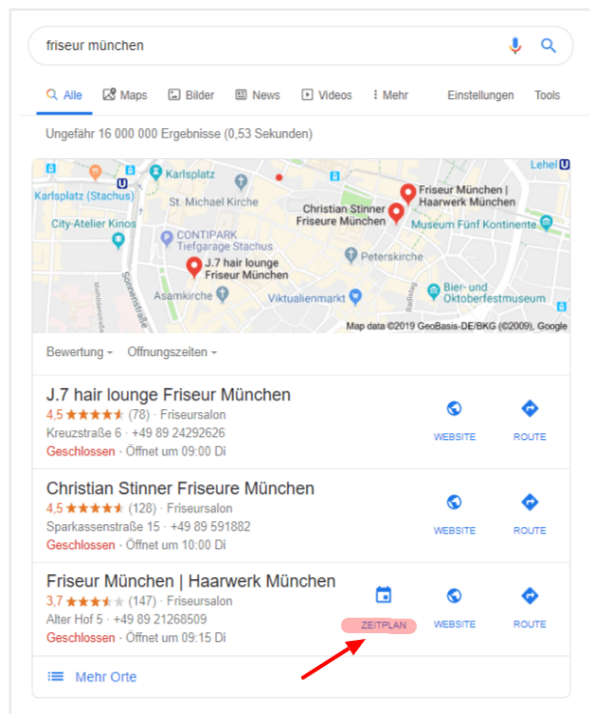 friseur münchen
Alle Maps Bilder News Videos Mehr Einstellungen Tools
Ungefähr 16 000 000 Ergebnisse (0,53 Sekunden)
Lehel U
Karlsplatz
U
Karlsplatz (Stachus)
St. Michael
Kirche
Friseur München |
Haarwerk München
Christian Stinner
Friseure München
City-Atelier Kinos
Museum Fünf Kontinente
CONTIPARK
Tiefgarage Stachus
Peterskirche
J.7 hair lounge
Friseur München
Sonnenstraße
Bier- und
Oktoberfestmuseum
Asamkirche
Viktualienmarkt
Map data ©2019 GeoBasis-DE/BKG (©2009), Google
Bewertung Öffnungszeiten
J.7 hair lounge Friseur München
4,5 (78) · Friseursalon
Kreuzstraße 6 · +49 89 24292626
WEBSITE ROUTE
Geschlossen · Öffnet um 09:00 Di
Christian Stinner Friseure München
4,5 (128) · Friseursalon
Sparkassenstraße 15 · +49 89 591882
WEBSITE ROUTE
Geschlossen · Öffnet um 10:00 Di
Friseur München | Haarwerk München
3,7 (147) · Friseursalon
Alter Hof 5 · +49 89 21268509
ZEITPLAN WEBSITE ROUTE
Geschlossen · Öffnet um 09:15 Di
Mehr Orte